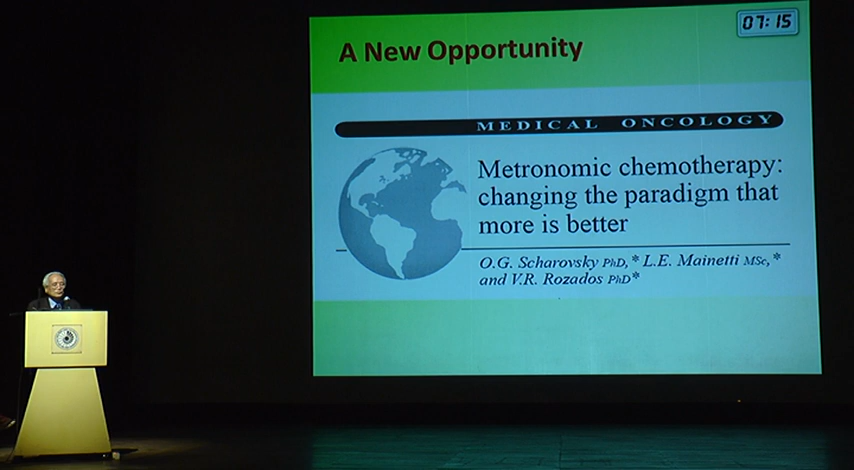 07:15
A New Opportunity
MEDICAL ONCOLOGY
Metronomic chemotherapy:
changing the paradigm that
more is better
O.G. Scharovsky PhD,* L.E. Mainetti MSc,*
and V.R. Rozados PhD*